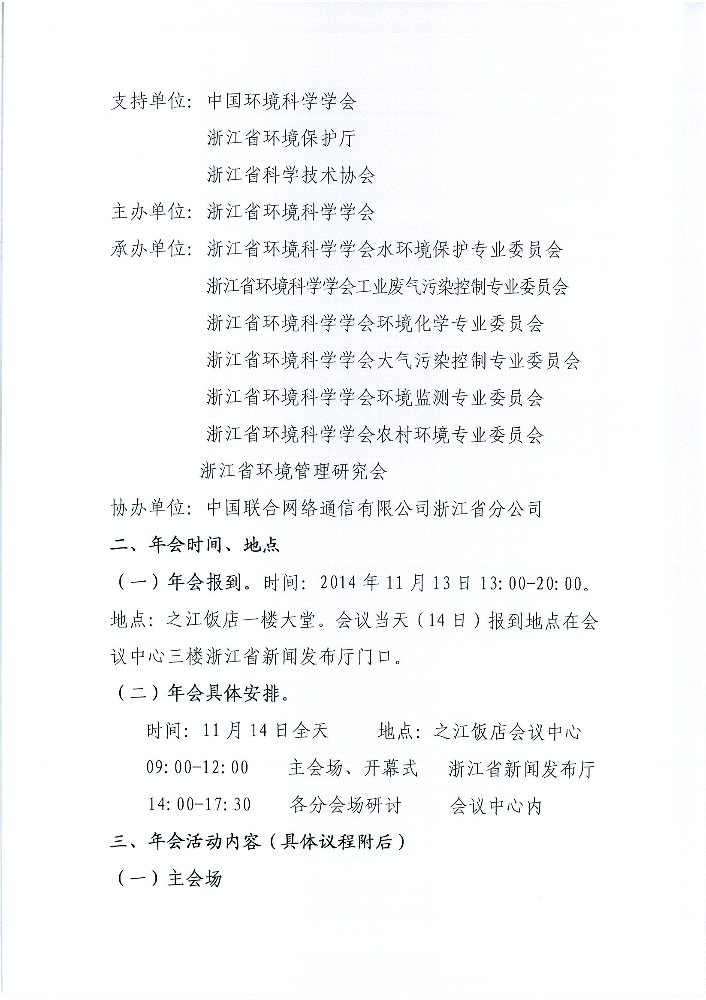 支持单位：中国环境科学学会
浙江省环境保护厅
浙江省科学技术协会
主办单位：浙江省环境科学学会
承办单位：浙江省环境科学学会水环境保护专业委员会
浙江省环境科学学会工业废气污染控制专业委员会
浙江省环境科学学会环境化学专业委员会
浙江省环境科学学会大气污染控制专业委员会
浙江省环境科学学会环境监测专业委员会
浙江省环境科学学会农村环境专业委员会
浙江省环境管理研究会
协办单位：中国联合网络通信有限公司浙江省分公司
二、年会时间、地点
（一）年会报到。时间：2014年11月13日13:00-20:00。
地点：之江饭店一楼大堂。会议当天（14日）报到地点在会
议中心三楼浙江省新闻发布厅门口。
（二）年会具体安排。
时间：11月14日全天 地点：之江饭店会议中心
09:00-12:00 主会场、开幕式 浙江省新闻发布厅
14:00-17:30 各分会场研讨 会议中心内
三、年会活动内容（具体议程附后）
（一）主会场